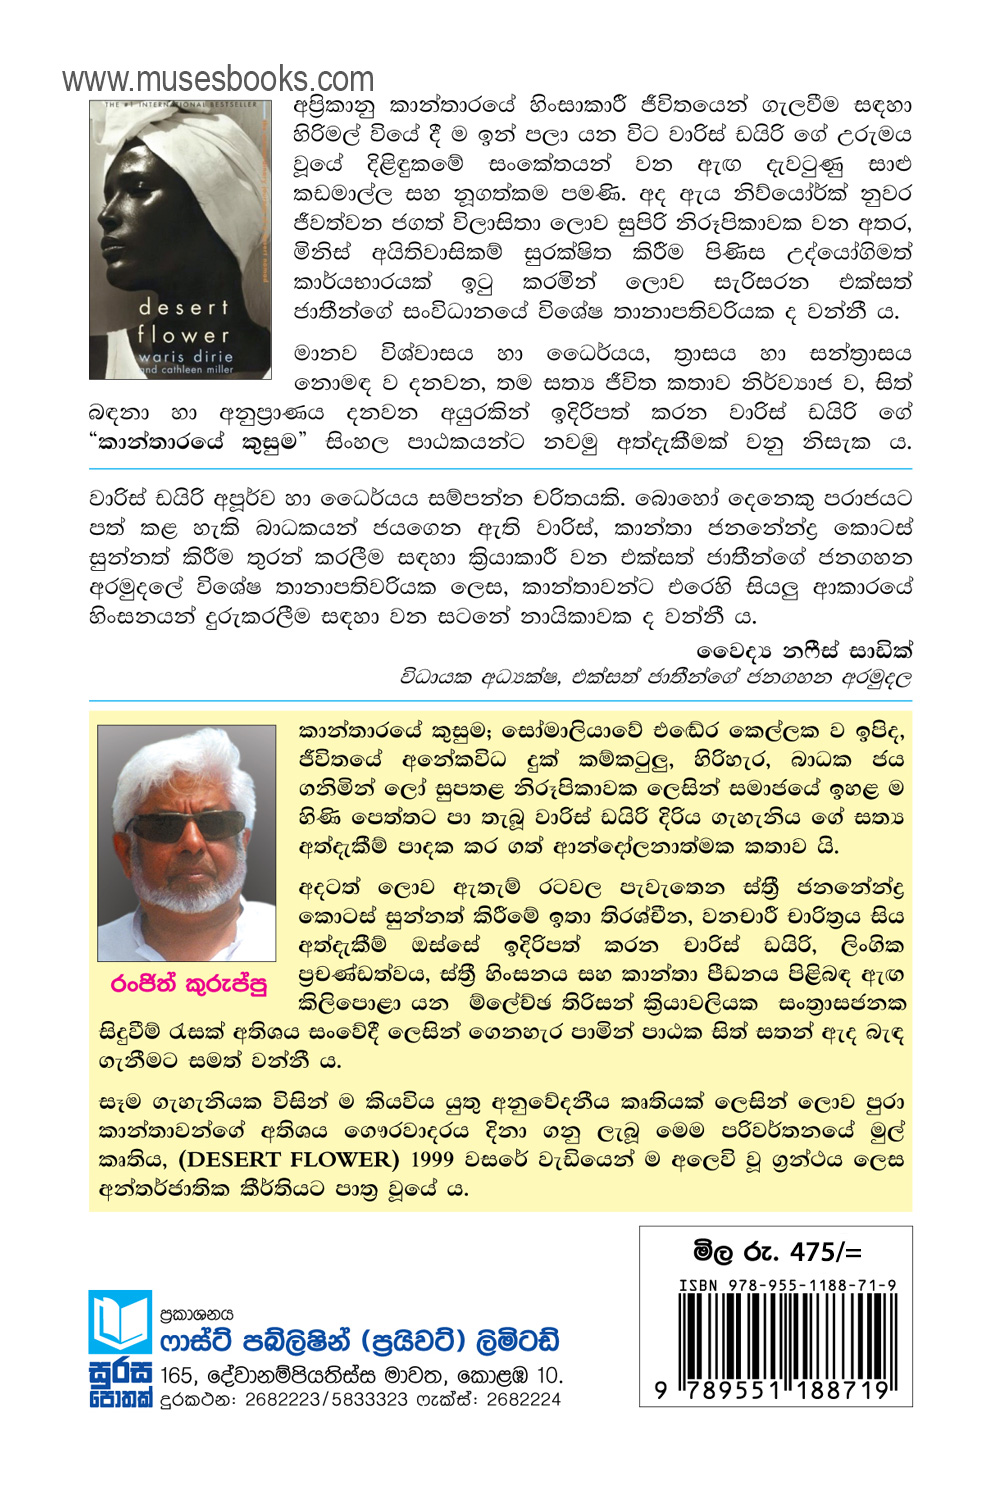 www.musesbooks.com
THE #1 INTERNATIONAL BESTSELLER
desert
flower
waris dirie
and cathleen miller
අප්‍රිකානු කාන්තාරයේ හිංසාකාරී ජීවිතයෙන් ගැලවීම සඳහා
හිරිමල් වියේ දී ම ඉන් පලා යන විට වාරිස් ඩයිරි ගේ උරුමය
වූයේ දිළිඳුකමේ සංකේතයන් වන ඇඟ දැවටුණු සාළු
කඩමාල්ල සහ නූගත්කම පමණි. අද ඇය නිව්යෝර්ක් නුවර
ජීවත්වන ජගත් විලාසිතා ලොව සුපිරි නිරූපිකාවක වන අතර,
මිනිස් අයිතිවාසිකම් සුරක්ෂිත කිරීම පිණිස උද්යෝගිමත්
කාර්යභාරයක් ඉටු කරමින් ලොව සැරිසරන එක්සත්
ජාතීන්ගේ සංවිධානයේ විශේෂ තානාපතිවරියක ද වන්නී ය.
මානව විශ්වාසය හා ධෛර්යය, ත්‍රාසය හා සන්ත්‍රාසය
නොමඳ ව දනවන, තම සත්‍ය ජීවිත කතාව නිර්ව්‍යාජ ව, සිත්
බඳනා හා අනුප්‍රාණය දනවන අයුරකින් ඉදිරිපත් කරන වාරිස් ඩයිරි ගේ
“කාන්තාරයේ කුසුම” සිංහල පාඨකයන්ට නවමු අත්දැකීමක් වනු නිසැක ය.
වාරිස් ඩයිරි අපූර්ව හා ධෛර්යය සම්පන්න චරිතයකි. බොහෝ දෙනෙකු පරාජයට
පත් කළ හැකි බාධකයන් ජයගෙන ඇති වාරිස්, කාන්තා ජනනේන්ද්‍ර කොටස්
සුන්නත් කිරීම තුරන් කරලීම සඳහා ක්‍රියාකාරී වන එක්සත් ජාතීන්ගේ ජනගහන
අරමුදලේ විශේෂ තානාපතිවරියක ලෙස, කාන්තාවන්ට එරෙහි සියලු ආකාරයේ
හිංසනයන් දුරුකරලීම සඳහා වන සටනේ නායිකාවක ද වන්නී ය.
වෛද්‍ය නෆීස් සාඩික්
විධායක අධ්‍යක්ෂ, එක්සත් ජාතීන්ගේ ජනගහන අරමුදල
කාන්තාරයේ කුසුම; සෝමාලියාවේ එඬේර කෙල්ලක ව ඉපිද,
ජීවිතයේ අනේකවිධ දුක් කම්කටුලු, හිරිහැර, බාධක ජය
ගනිමින් ලෝ සුපතළ නිරූපිකාවක ලෙසින් සමාජයේ ඉහළ ම
හිණි පෙත්තට පා තැබූ වාරිස් ඩයිරි දිරිය ගැහැනිය ගේ සත්‍ය
අත්දැකීම් පාදක කර ගත් ආන්දෝලනාත්මක කතාව යි.
අදටත් ලොව ඇතැම් රටවල පැවැතෙන ස්ත්‍රී ජනනේන්ද්‍ර
කොටස් සුන්නත් කිරීමේ ඉතා තිරශ්චීන, වනචාරී චාරිත්‍රය සිය
අත්දැකීම් ඔස්සේ ඉදිරිපත් කරන චාරිස් ඩයිරි, ලිංගික
ප්‍රචණ්ඩත්වය, ස්ත්‍රී හිංසනය සහ කාන්තා පීඩනය පිළිබඳ ඇඟ
කිලිපොළා යන ම්ලේච්ඡ තිරිසන් ක්‍රියාවලියක සංත්‍රාසජනක
සිදුවීම් රැසක් අතිශය සංවේදී ලෙසින් ගෙනහැර පාමින් පාඨක සිත් සතන් ඇද බැඳ
ගැනීමට සමත් වන්නී ය.
රංජිත් කුරුප්පු
සෑම ගැහැනියක විසින් ම කියවිය යුතු අනුවේදනීය කෘතියක් ලෙසින් ලොව පුරා
කාන්තාවන්ගේ අතිශය ගෞරවාදරය දිනා ගනු ලැබූ මෙම පරිවර්තනයේ මුල්
කෘතිය, (DESERT FLOWER) 1999 වසරේ වැඩියෙන් ම අලෙවි වූ ග්‍රන්ථය ලෙස
අන්තර්ජාතික කීර්තියට පාත්‍ර වූයේ ය.
මිල රු. 475/=
ISBN 978-955-1188-71-9
9 789551 188719
සුරස
පොතක්
ප්‍රකාශනය
ෆාස්ට් පබ්ලිෂින් (ප්‍රයිවට්) ලිමිටඩ්
165, දේවානම්පියතිස්ස මාවත, කොළඹ 10.
දුරකථන: 2682223/5833323 ෆැක්ස්: 2682224